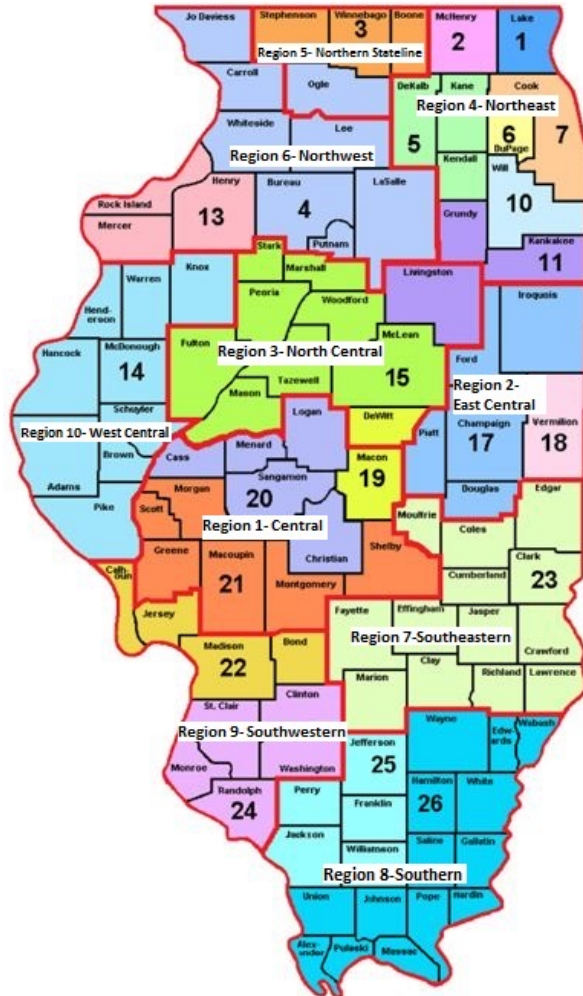 Jo Daviess
Stephenson
Winnebago
Boone
McHenry
Lake
3
2
1
Region 5- Northern Stateline
Carroll
Ogle
DeKalb
Kane
Cook
Region 4- Northeast
Whiteside
Lee
5
6
7
DuPage
Region 6- Northwest
Kendall
Will
Henry
Bureau
LaSalle
10
Rock Island
13
4
Grundy
Mercer
Putnam
Kankakee
11
Stark
Marshall
Knox
Warren
Livingston
Iroquois
Peoria
Woodford
Hend-
erson
McLean
Fulton
Ford
Hancock
McDonough
Region 3- North Central
14
15
Tazewell
Region 2-
East Central
Mason
Logan
Schuyler
DeWitt
Champaign
Vermilion
Region 10- West Central
Menard
Piatt
17
18
Cass
Macon
Brown
Sangamon
19
Adams
Morgan
20
Douglas
Edgar
Pike
Scott
Moultrie
Coles
Region 1- Central
Shelby
Clark
Greene
Macoupin
Christian
Cumberland
23
Calh-
oun
21
Montgomery
Jersey
Fayette
Effingham
Jasper
Madison
Bond
Region 7-Southeastern
Crawford
22
Clay
Clinton
Marion
Richland
Lawrence
St. Clair
Wayne
Edw-
ards
Wabash
Region 9- Southwestern
Jefferson
25
Monroe
Washington
Hamilton
White
Randolph
Perry
26
24
Franklin
Jackson
Saline
Gallatin
Williamson
Region 8-Southern
Union
Johnson
Pope
Hardin
Alex-
ander
Pulaski
Massac